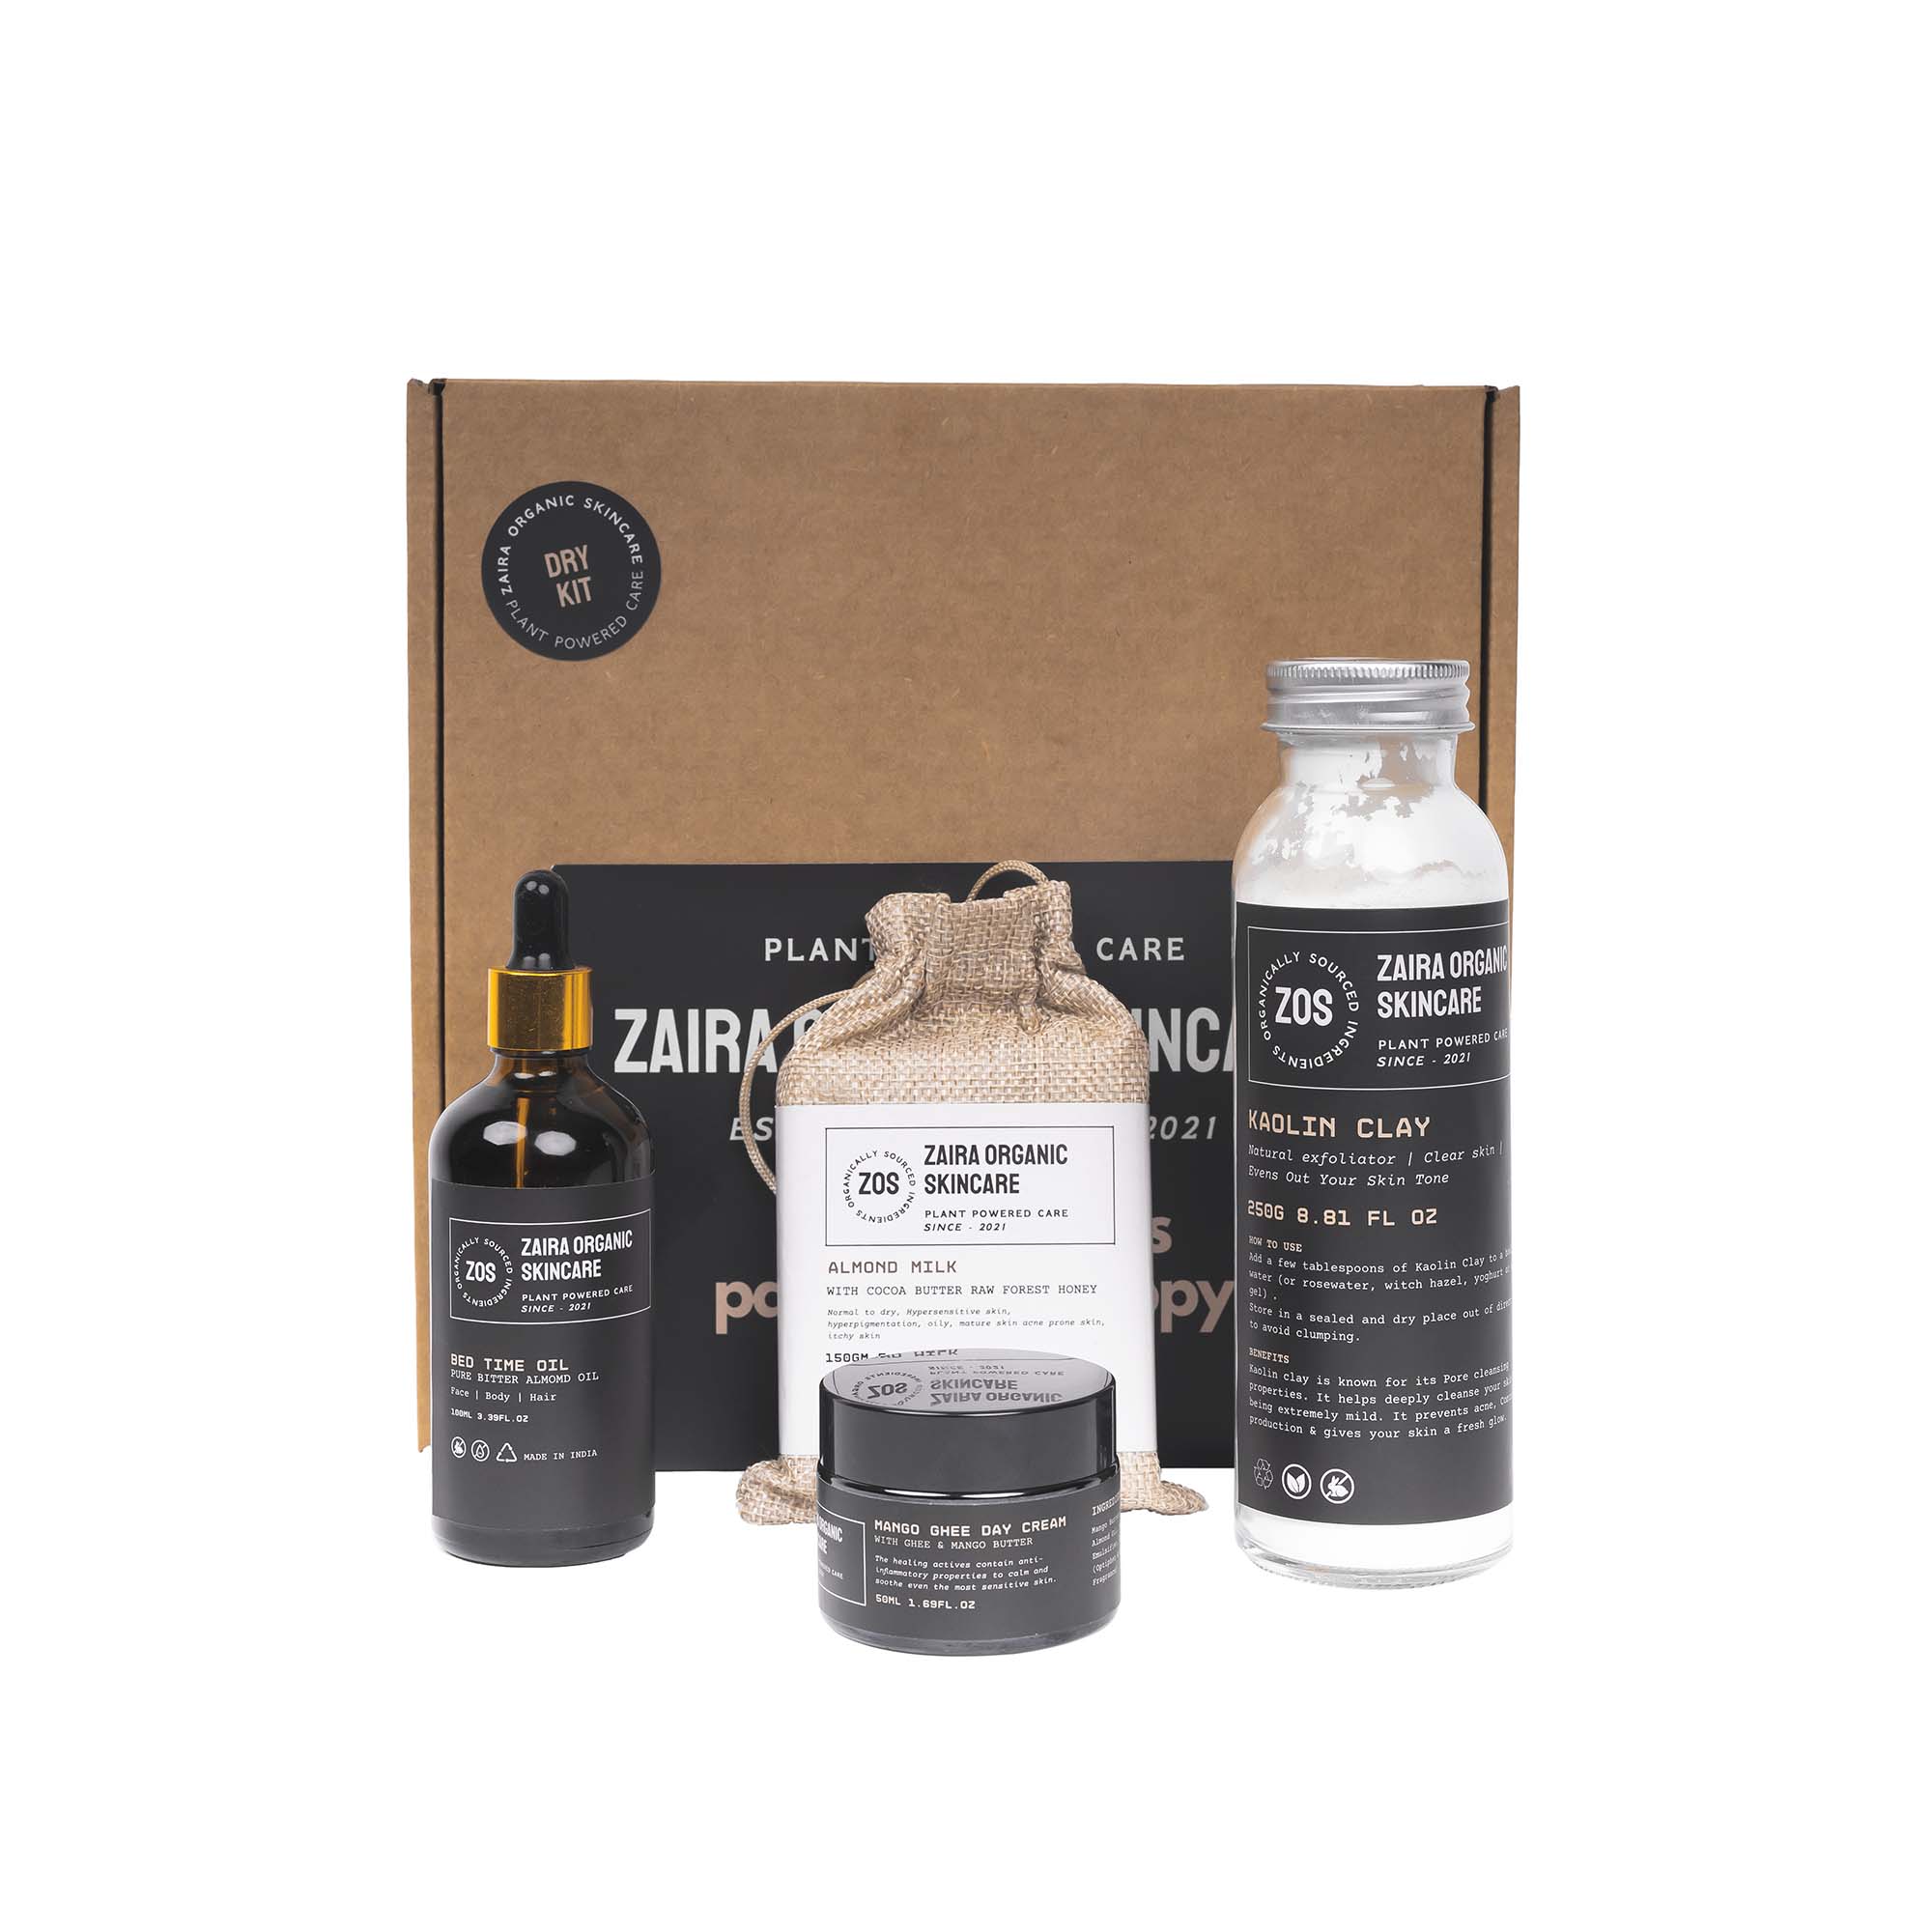 ZAIRA ORGANIC SKINCARE
DRY
KIT
PLANT POWERED CARE
PLANT CARE
ZAIRA
2021
ORGANICALLY SOURCED INGREDIENTS
ZOS
ZAIRA ORGANIC
SKINCARE
PLANT POWERED CARE
SINCE - 2021
BED TIME OIL
PURE BITTER ALMOMD OIL
Face | Body | Hair
100ML 3.39FL.OZ
MADE IN INDIA
ORGANICALLY SOURCED INGREDIENTS
ZOS
ZAIRA ORGANIC
SKINCARE
PLANT POWERED CARE
SINCE - 2021
ALMOND MILK
WITH COCOA BUTTER RAW FOREST HONEY
Normal to dry, Hypersensitive skin,
hyperpigmentation, oily, mature skin acne prone skin,
itchy skin
150GM
ZOS
ZAIRA ORGANIC
SKINCARE
PLANT POWERED CARE
SINCE - 2021
MANGO GHEE DAY CREAM
WITH GHEE & MANGO BUTTER
The healing actives contain anti-
inflammatory properties to calm and
soothe even the most sensitive skin.
50ML 1.69FL.OZ
ORGANICALLY SOURCED INGREDIENTS
ZOS
ZAIRA ORGANIC
SKINCARE
PLANT POWERED CARE
SINCE - 2021
KAOLIN CLAY
Natural exfoliator | Clear skin |
Evens Out Your Skin Tone
250G 8.81 FL OZ
HOW TO USE
Add a few tablespoons of Kaolin Clay to a
water (or rosewater, witch hazel, yoghurt
gel) .
Store in a sealed and dry place out of
to avoid clumping.
BENEFITS
Kaolin clay is known for its Pore cleansing
properties. It helps deeply cleanse your
being extremely mild. It prevents acne,
production & gives your skin a fresh glow.